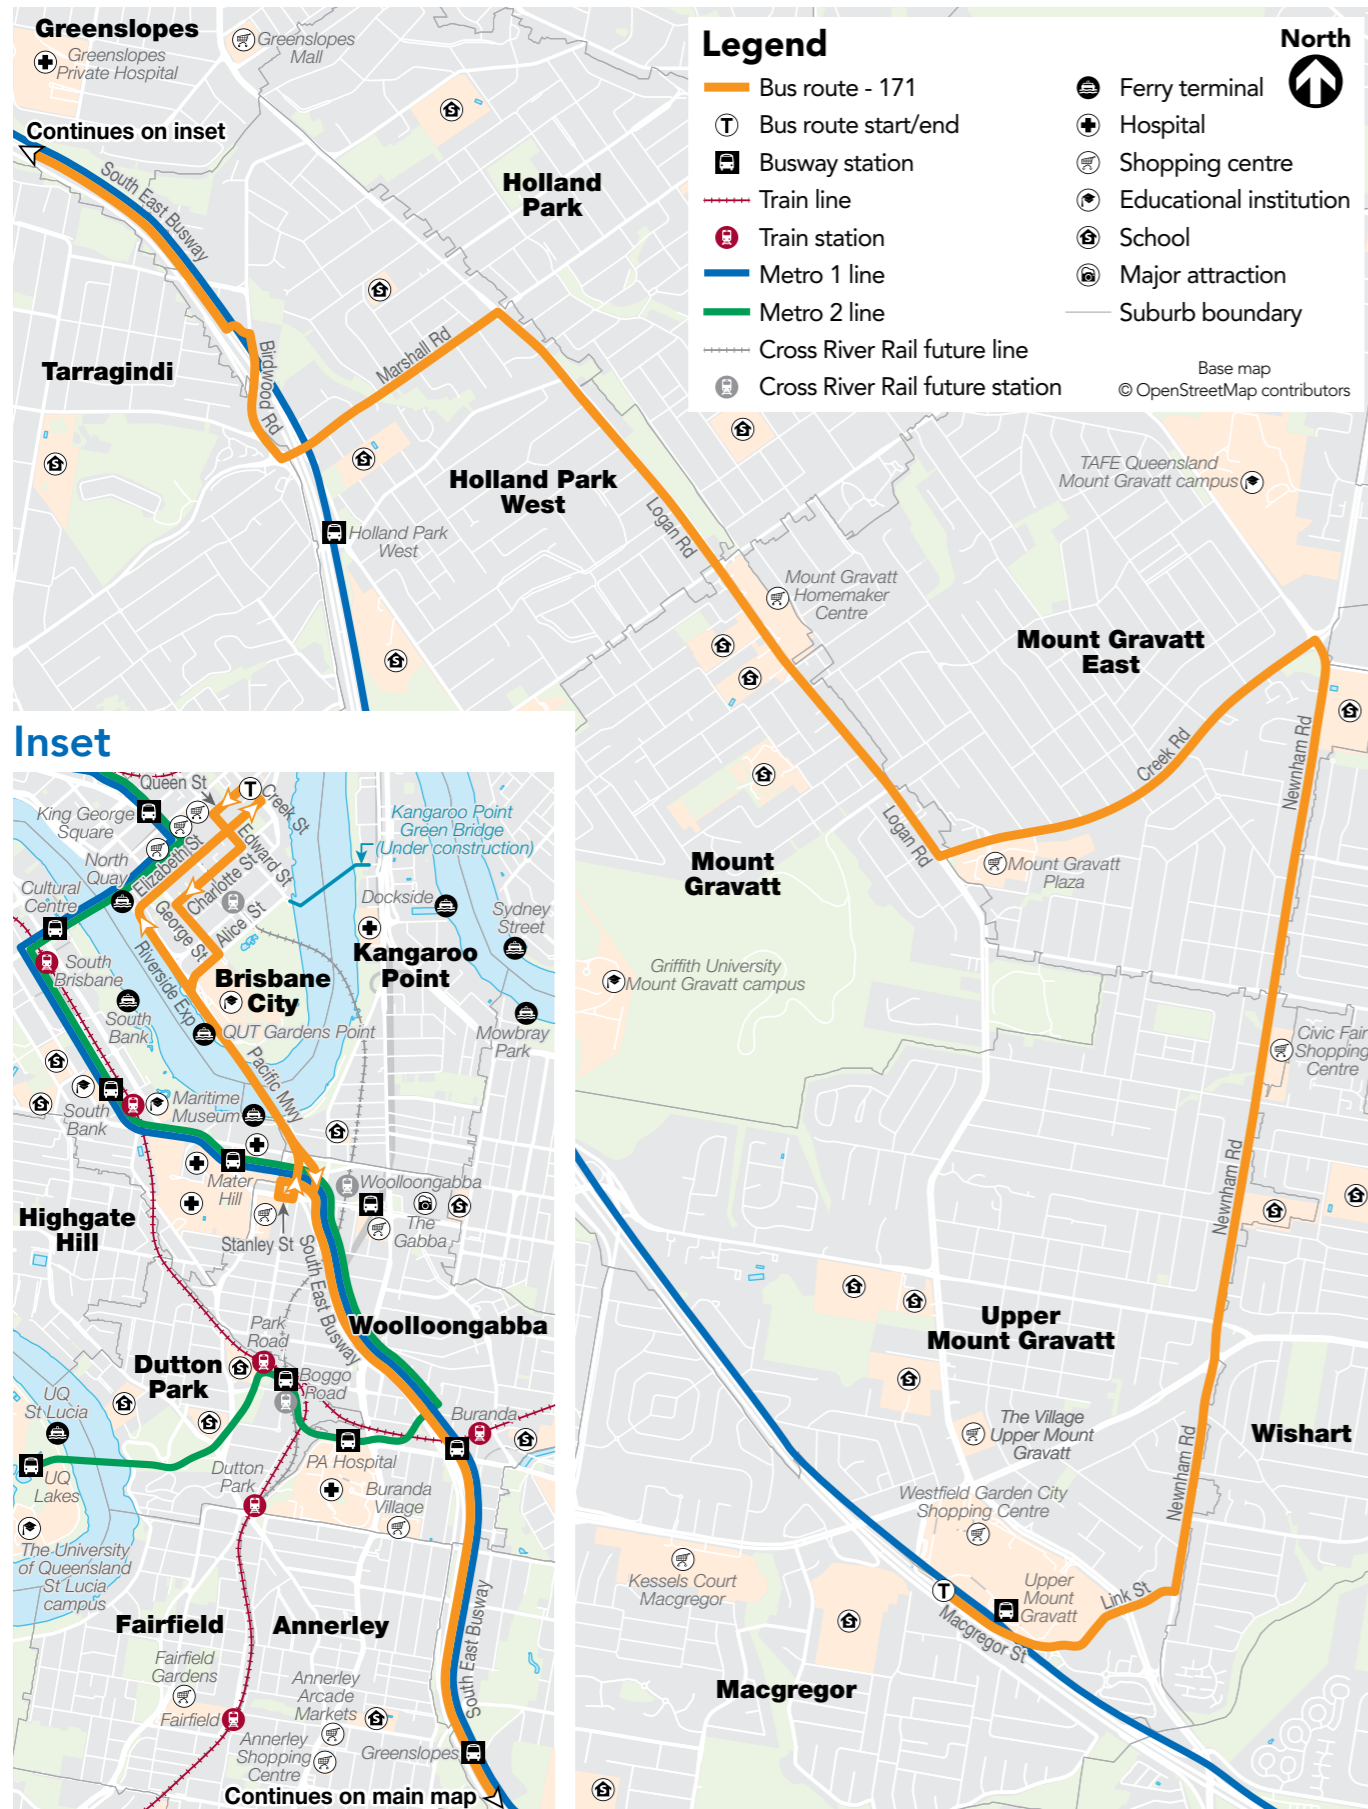 Greenslopes
Greenslopes
Private Hospital
Greenslopes
Mall
Continues on inset
South East Busway
Holland
Park
Tarragindi
Birdwood Rd
Marshall Rd
Holland Park
West
Holland Park
West
Logan Rd
Legend
North
Bus route - 171
T
Bus route start/end
Busway station
Train line
Train station
Metro 1 line
Metro 2 line
Cross River Rail future line
Cross River Rail future station
Ferry terminal
Hospital
Shopping centre
Educational institution
School
Major attraction
Suburb boundary
Base map
© OpenStreetMap contributors
TAFE Queensland
Mount Gravatt campus
Mount Gravatt
Homemaker
Centre
Mount Gravatt
East
Creek Rd
Newnham Rd
Logan Rd
Mount Gravatt
Plaza
Mount
Gravatt
Griffith University
Mount Gravatt campus
Civic Fair
Shopping
Centre
Newnham Rd
Upper
Mount Gravatt
The Village
Upper Mount
Gravatt
Wishart
Newnham Rd
Westfield Garden City
Shopping Centre
Kessels Court
Macgregor
T
Upper
Mount
Gravatt
Link St
Macgregor St
Macgregor
Inset
Queen St
T
Creek St
King George
Square
Elizabeth St
Edward St
Charlotte St
North
Quay
Cultural
Centre
George St
Alice St
Kangaroo Point
Green Bridge
(Under construction)
Dockside
Sydney
Street
Kangaroo
Point
South
Brisbane
Riverside Exp
Brisbane
City
South
Bank
QUT Gardens Point
Mowbray
Park
Pacific Mwy
South
Bank
Maritime
Museum
Mater
Hill
Woolloongabba
The
Gabba
Highgate
Hill
Stanley St
South East Busway
Woolloongabba
Park
Road
Dutton
Park
Boggo
Road
UQ
St Lucia
Buranda
UQ
Lakes
Dutton
Park
PA Hospital
Buranda
Village
The University
of Queensland
St Lucia
campus
Fairfield
Annerley
Fairfield
Gardens
Fairfield
Annerley
Arcade
Markets
South East Busway
Annerley
Shopping
Centre
Greenslopes
Continues on main map